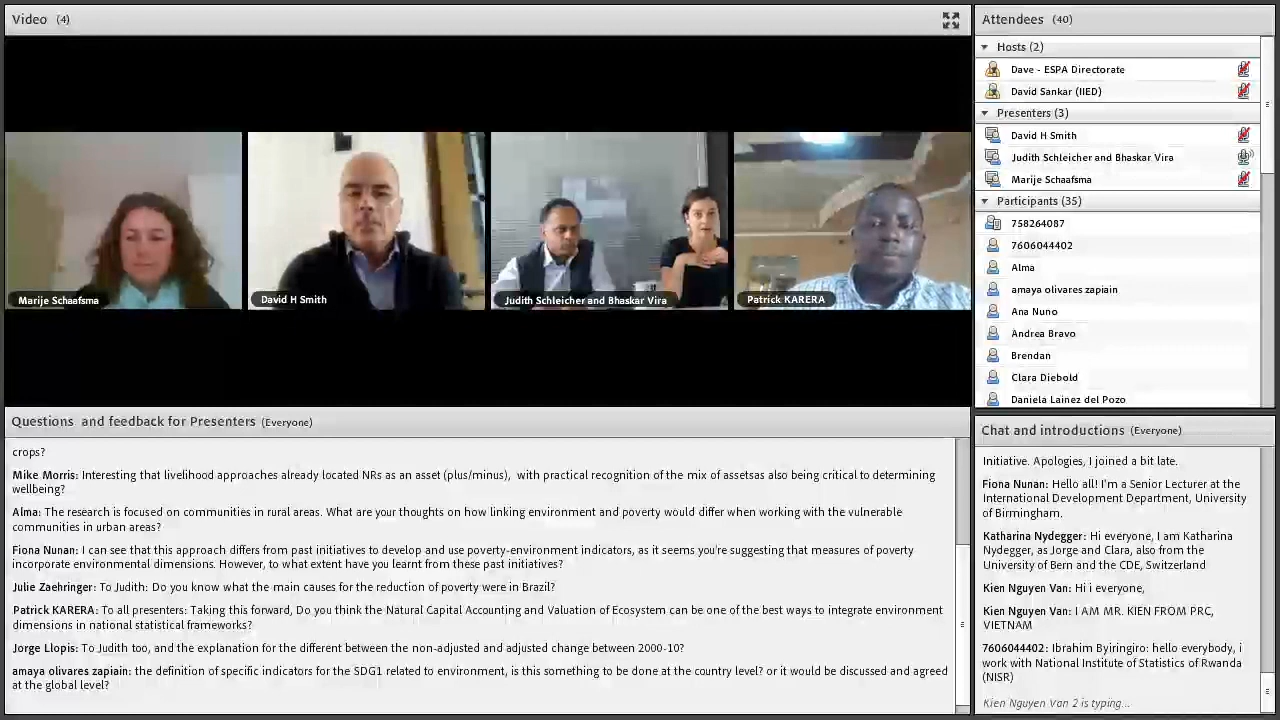 Video (4)
Marije Schaafsma
David H Smith
Judith Schleicher and Bhaskar Vira
Patrick KARERA
Attendees (40)
Hosts (2)
Dave - ESPA Directorate
David Sankar (IIED)
Presenters (3)
David H Smith
Judith Schleicher and Bhaskar Vira
Marije Schaafsma
Participants (35)
758264087
7606044402
Alma
amaya olivares zapiain
Ana Nuno
Andrea Bravo
Brendan
Clara Diebold
Daniela Lainez del Pozo
Questions and feedback for Presenters (Everyone)
crops?
Mike Morris: Interesting that livelihood approaches already located NRs as an asset (plus/minus), with practical recognition of the mix of assetsas also being critical to determining
wellbeing?
Alma: The research is focused on communities in rural areas. What are your thoughts on how linking environment and poverty would differ when working with the vulnerable
communities in urban areas?
Fiona Nunan: I can see that this approach differs from past initiatives to develop and use poverty-environment indicators, as it seems you're suggesting that measures of poverty
incorporate environmental dimensions. However, to what extent have you learnt from these past initiatives?
Julie Zaehringer: To Judith: Do you know what the main causes for the reduction of poverty were in Brazil?
Patrick KARERA: To all presenters: Taking this forward, Do you think the Natural Capital Accounting and Valuation of Ecosystem can be one of the best ways to integrate environment
dimensions in national statistical frameworks?
Jorge Llopis: To Judith too, and the explanation for the different between the non-adjusted and adjusted change between 2000-10?
amaya olivares zapiain: the definition of specific indicators for the SDG1 related to environment, is this something to be done at the country level? or it would be discussed and agreed
at the global level?
Chat and introductions (Everyone)
Initiative. Apologies, I joined a bit late.
Fiona Nunan: Hello all! I'm a Senior Lecturer at the
International Development Department, University
of Birmingham.
Katharina Nydegger: Hi everyone, I am Katharina
Nydegger, as Jorge and Clara, also from the
University of Bern and the CDE, Switzerland
Kien Nguyen Van: Hi i everyone,
Kien Nguyen Van: I AM MR. KIEN FROM PRC,
VIETNAM
7606044402: Ibrahim Byiringiro: hello everybody, i
work with National Institute of Statistics of Rwanda
(NISR)
Kien Nguyen Van 2 is typing...